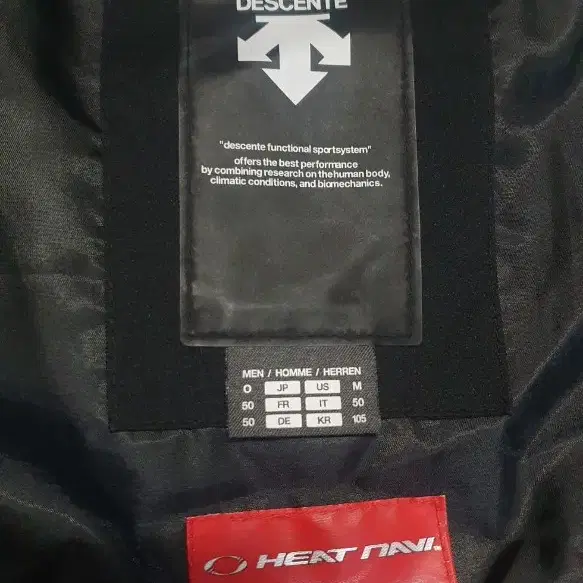 DESCENTE
"descente functional sportsystem"
offers the best performance
by combining research on the human body,
climatic conditions, and biomechanics.
MEN / HOMME / HERREN
O JP US M
50 FR IT 50
50 DE KR 105
HEAT NAVI.